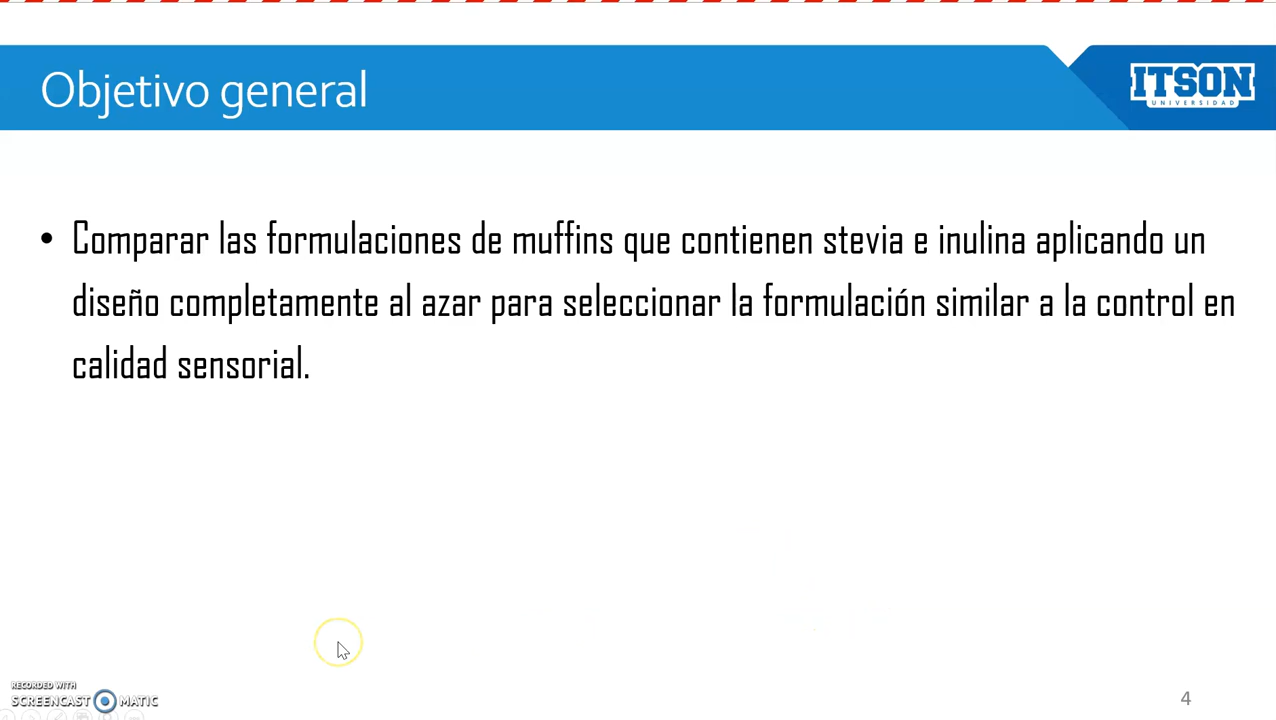 Objetivo general
ITSON
UNIVERSIDAD
• Comparar las formulaciones de muffins que contienen stevia e inulina aplicando un
diseño completamente al azar para seleccionar la formulación similar a la control en
calidad sensorial.
RECORDED WITH
SCREENCAST MATIC
4